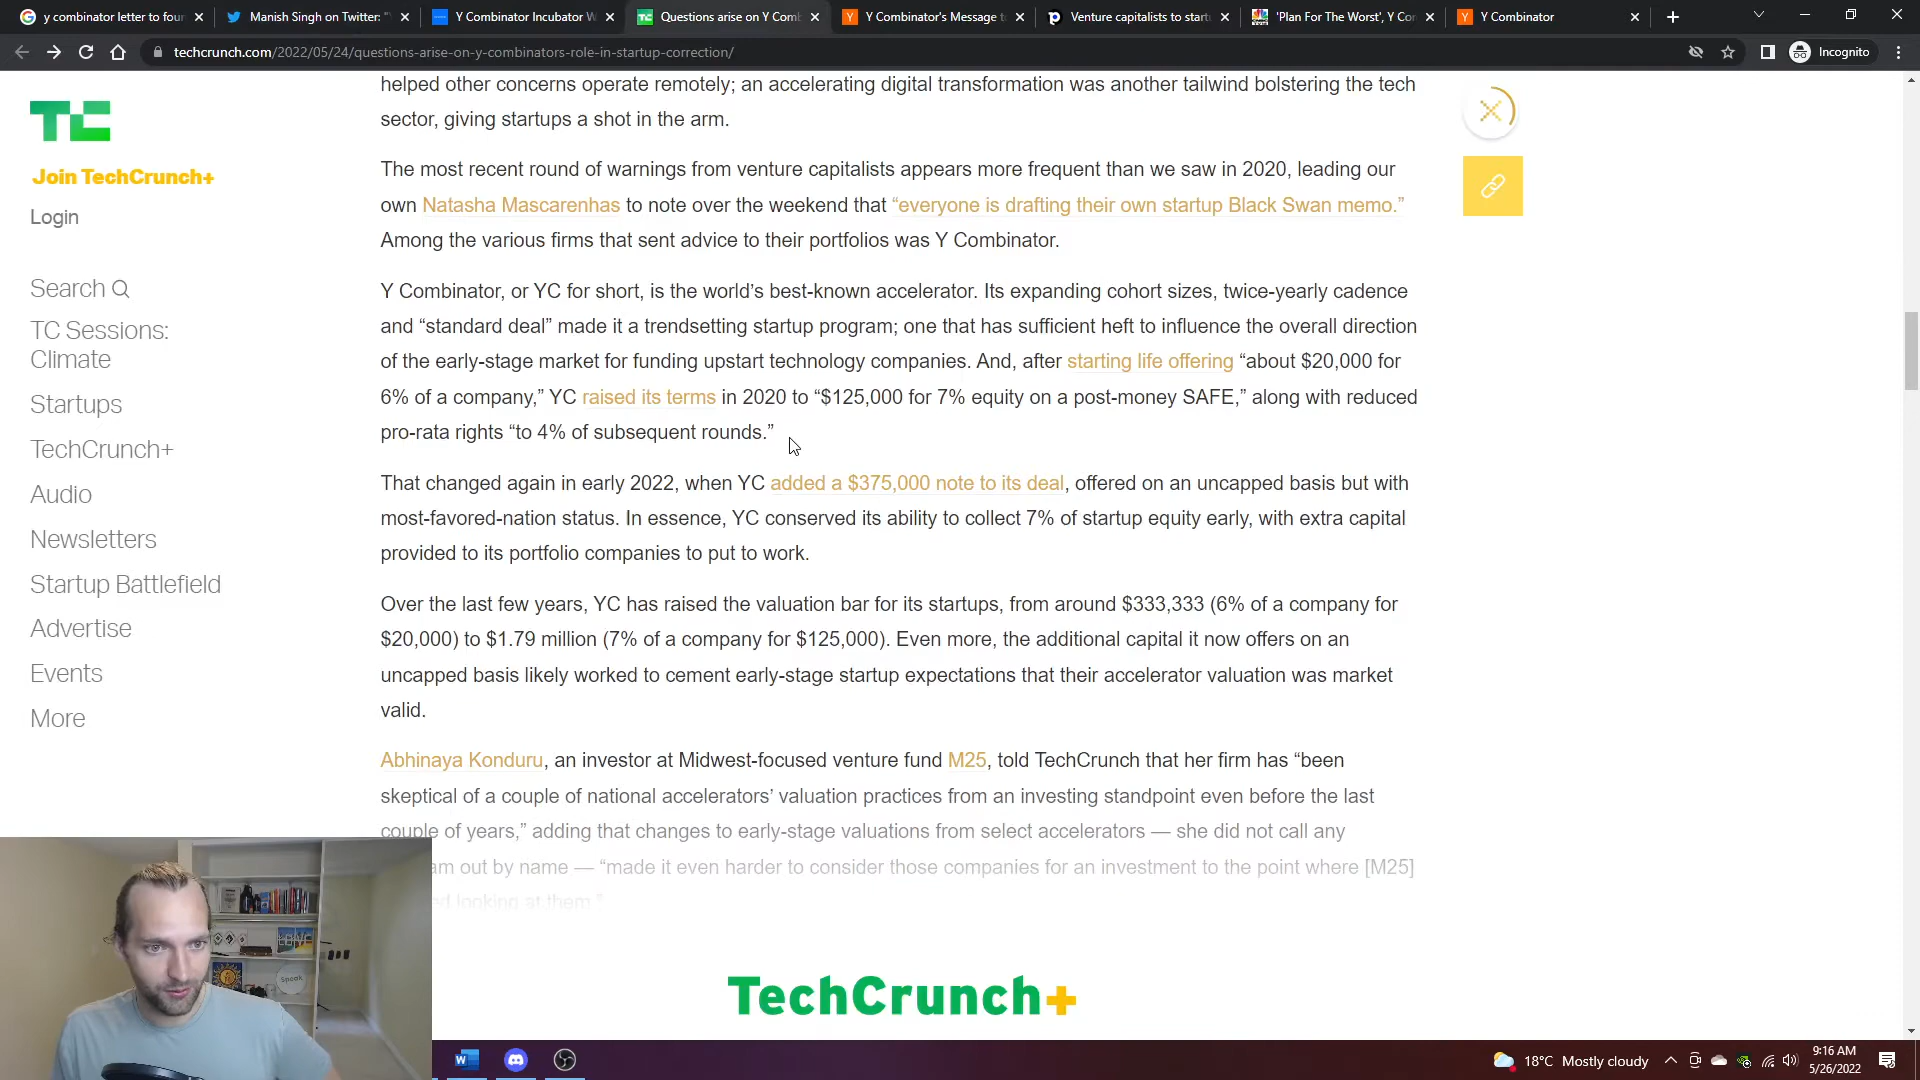 y combinator letter to four
Manish Singh on Twitter: "
Y Combinator Incubator W
Questions arise on Y Comb
Y Combinator's Message to
Venture capitalists to start
'Plan For The Worst', Y Co
Y Combinator
techcrunch.com/2022/05/24/questions-arise-on-y-combinators-role-in-startup-correction/
Incognito
TC
Join TechCrunch+
Login
Search
TC Sessions:
Climate
Startups
TechCrunch+
Audio
Newsletters
Startup Battlefield
Advertise
Events
More
helped other concerns operate remotely; an accelerating digital transformation was another tailwind bolstering the tech
sector, giving startups a shot in the arm.
The most recent round of warnings from venture capitalists appears more frequent than we saw in 2020, leading our
own Natasha Mascarenhas to note over the weekend that “everyone is drafting their own startup Black Swan memo.”
Among the various firms that sent advice to their portfolios was Y Combinator.
Y Combinator, or YC for short, is the world’s best-known accelerator. Its expanding cohort sizes, twice-yearly cadence
and “standard deal” made it a trendsetting startup program; one that has sufficient heft to influence the overall direction
of the early-stage market for funding upstart technology companies. And, after starting life offering “about $20,000 for
6% of a company,” YC raised its terms in 2020 to “$125,000 for 7% equity on a post-money SAFE,” along with reduced
pro-rata rights “to 4% of subsequent rounds.”
That changed again in early 2022, when YC added a $375,000 note to its deal, offered on an uncapped basis but with
most-favored-nation status. In essence, YC conserved its ability to collect 7% of startup equity early, with extra capital
provided to its portfolio companies to put to work.
Over the last few years, YC has raised the valuation bar for its startups, from around $333,333 (6% of a company for
$20,000) to $1.79 million (7% of a company for $125,000). Even more, the additional capital it now offers on an
uncapped basis likely worked to cement early-stage startup expectations that their accelerator valuation was market
valid.
Abhinaya Konduru, an investor at Midwest-focused venture fund M25, told TechCrunch that her firm has “been
skeptical of a couple of national accelerators’ valuation practices from an investing standpoint even before the last
couple of years,” adding that changes to early-stage valuations from select accelerators — she did not call any
am out by name — “made it even harder to consider those companies for an investment to the point where [M25]
ed looking at them.”
TechCrunch+
Speak
18°C Mostly cloudy
9:16 AM
5/26/2022